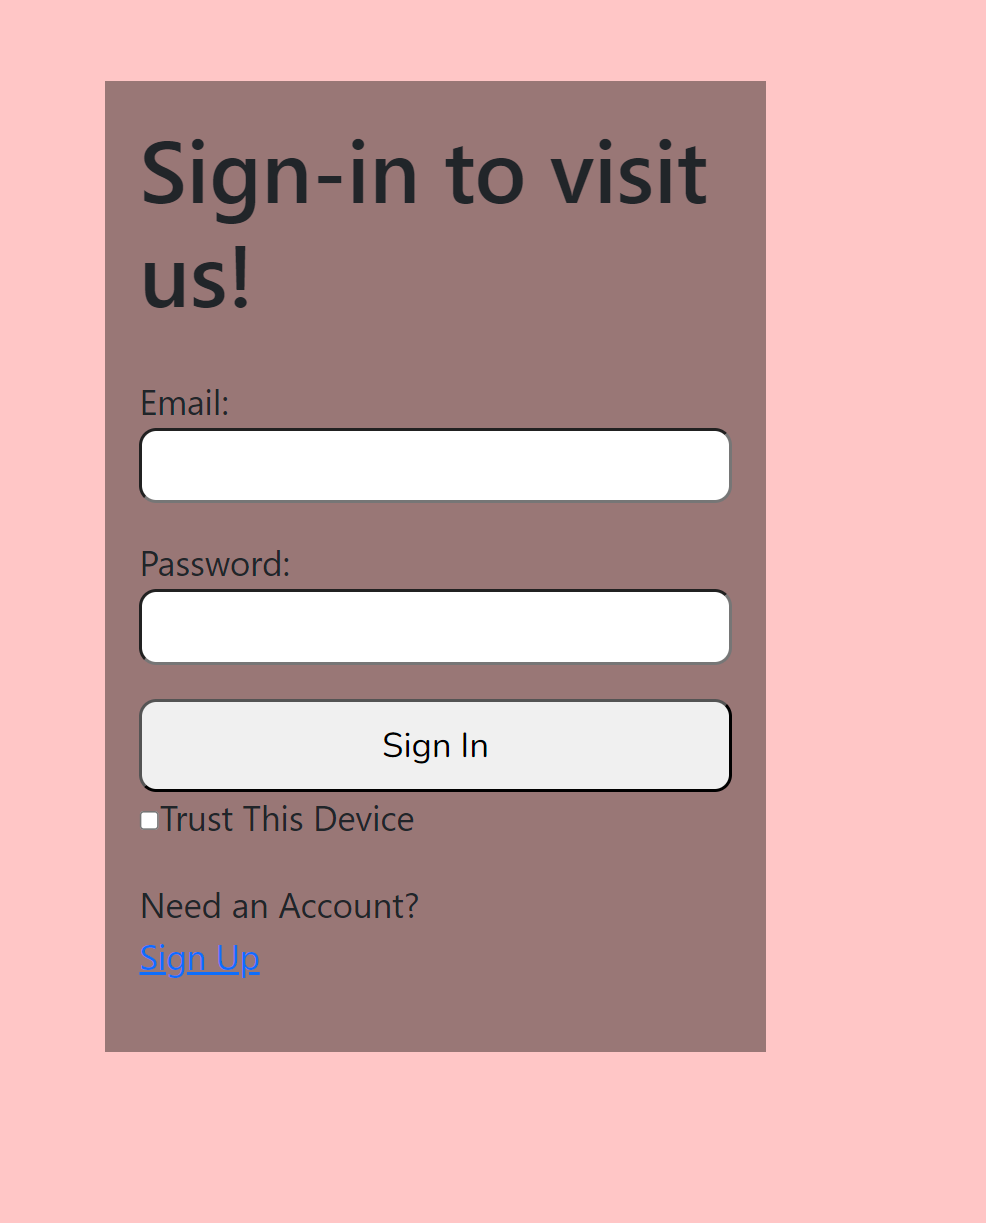 Sign-in to visit
us!
Email:
Password:
Sign In
Trust This Device
Need an Account?
Sign Up